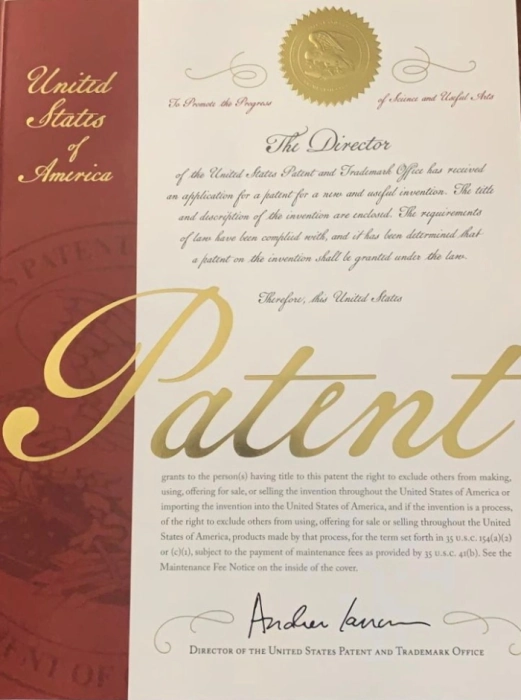 United
States
of
America
To Promote the Progress
of Science and Useful Arts
The Director
of the United States Patent and Trademark Office has received
an application for a patent for a new and useful invention. The title
and description of the invention are enclosed. The requirements
of law have been complied with, and it has been determined that
a patent on the invention shall be granted under the law.
Therefore, this United States
Patent
grants to the person(s) having title to this patent the right to exclude others from making,
using, offering for sale, or selling the invention throughout the United States of America or
importing the invention into the United States of America, and if the invention is a process,
of the right to exclude others from using, offering for sale or selling throughout the United
States of America, products made by that process, for the term set forth in 35 U.S.C. 154(a)(2)
or (c)(1), subject to the payment of maintenance fees as provided by 35 U.S.C. 41(b). See the
Maintenance Fee Notice on the inside of the cover.
DIRECTOR OF THE UNITED STATES PATENT AND TRADEMARK OFFICE